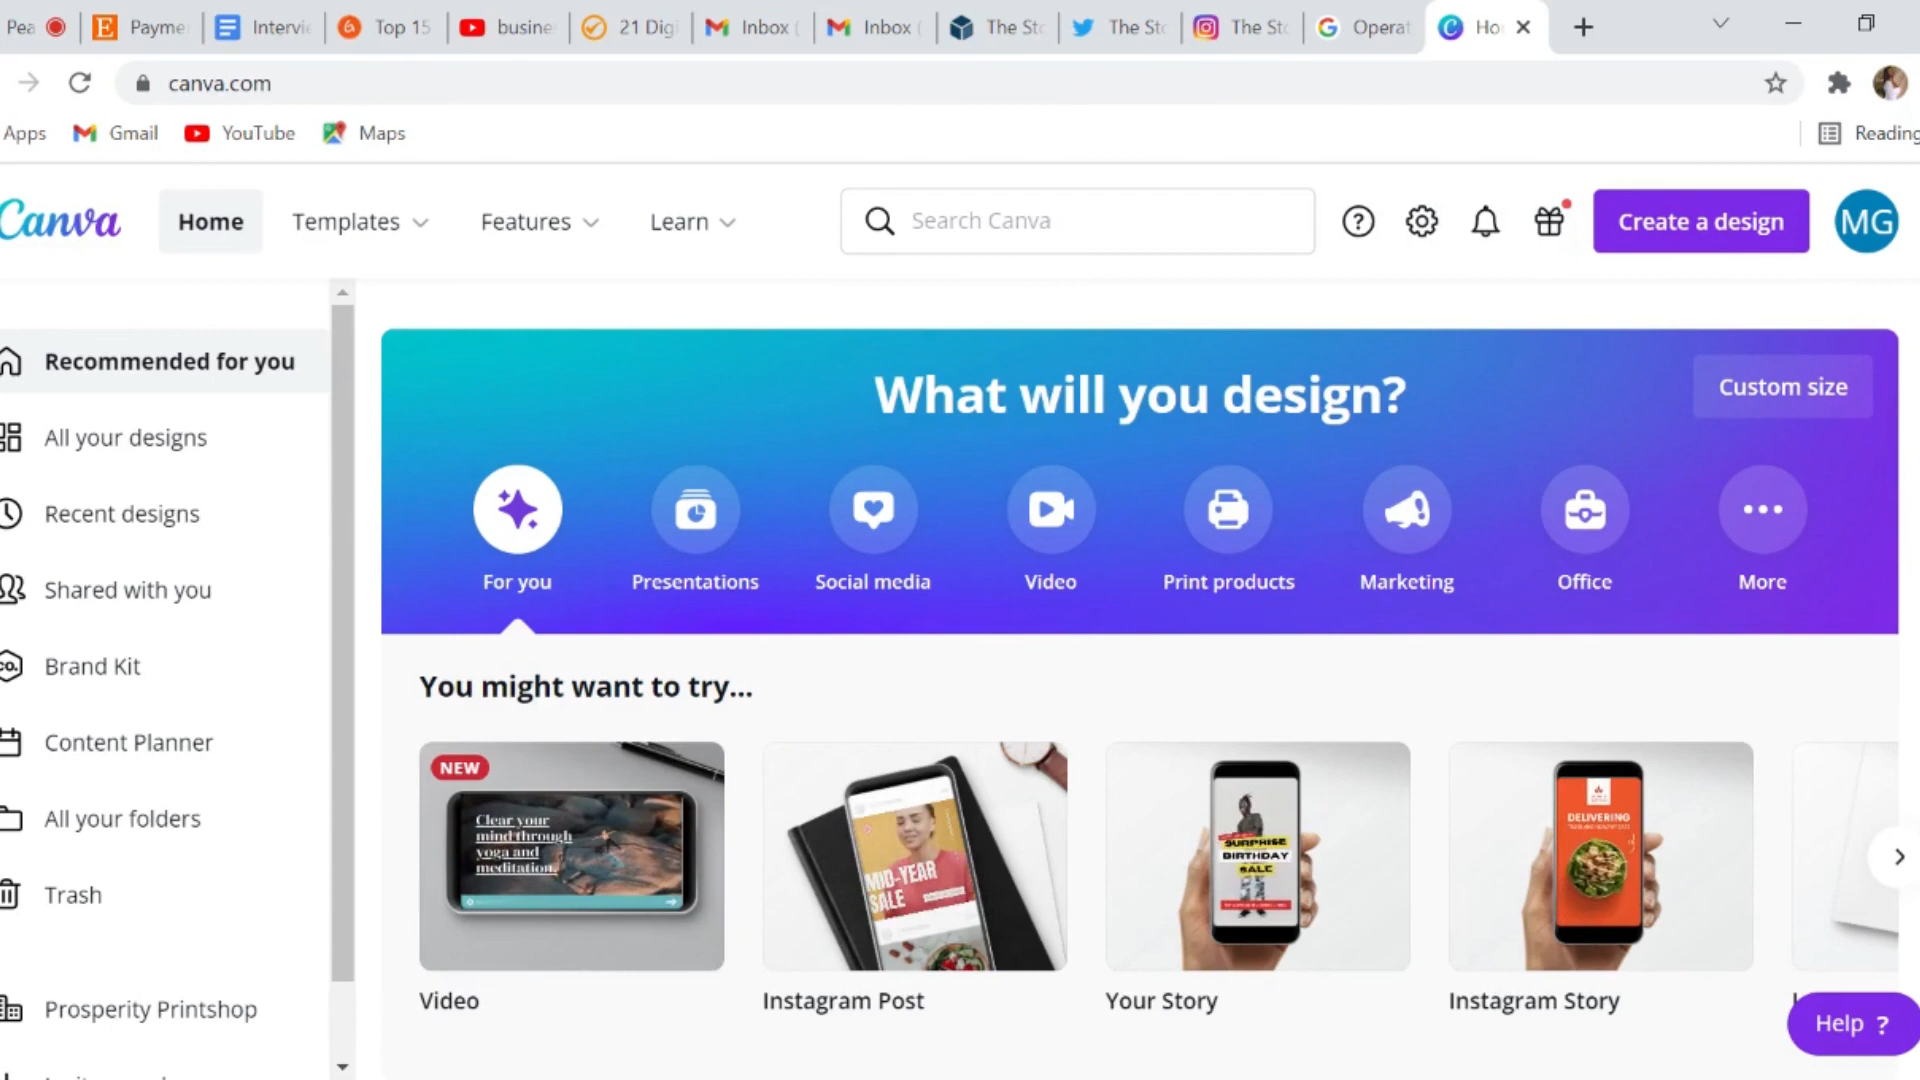 Pea
Payme
Intervie
Top 15
busine
21 Digi
Inbox (
Inbox (
The Sto
The Sto
The Sto
Operat
Ho
canva.com
Apps
Gmail
YouTube
Maps
Reading
Canva
Home
Templates
Features
Learn
Search Canva
Create a design
MG
Recommended for you
All your designs
Recent designs
Shared with you
Brand Kit
Content Planner
All your folders
Trash
Prosperity Printshop
What will you design?
Custom size
For you
Presentations
Social media
Video
Print products
Marketing
Office
More
You might want to try...
NEW
Clear your
mind through
yoga and
meditation.
MID-YEAR
SALE
SURPRISE
BIRTHDAY
SALE
DELIVERING
Video
Instagram Post
Your Story
Instagram Story
Help ?